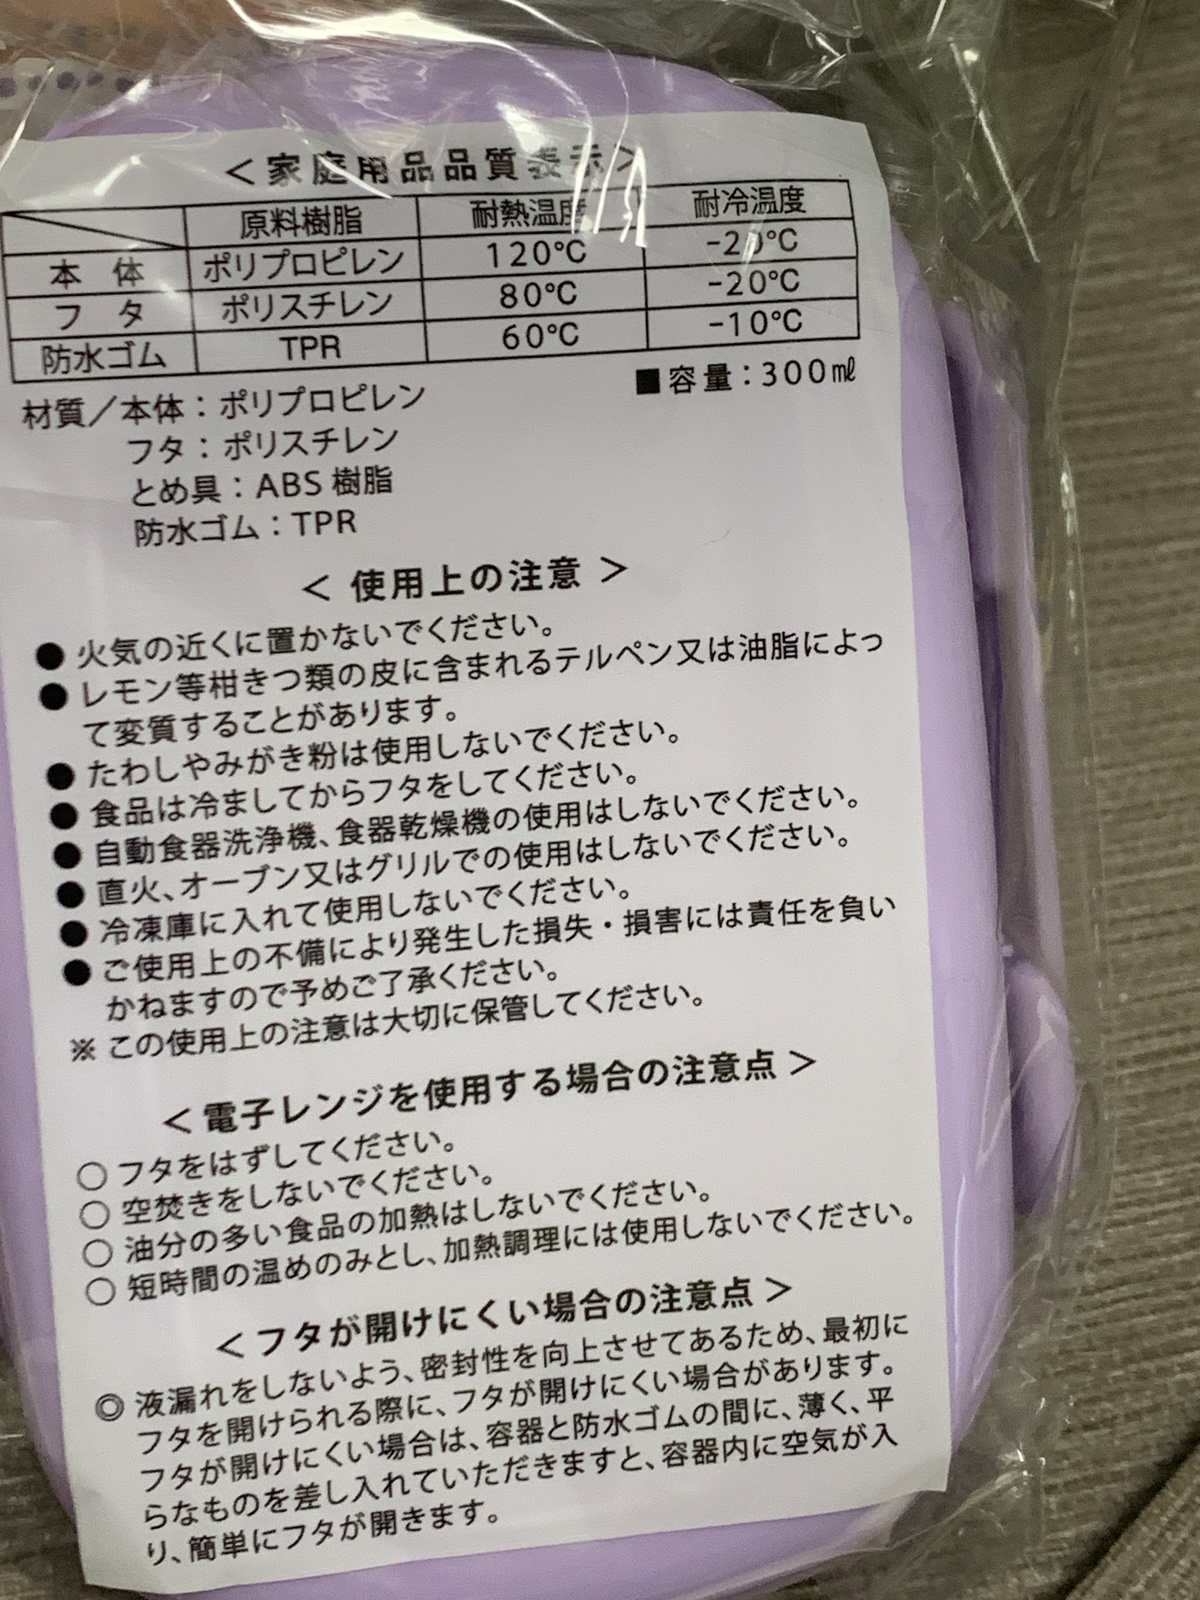 ＜家庭用品品質表示＞
原料樹脂 耐熱温度 耐冷温度
本 体 ポリプロピレン 120℃ -20℃
フ タ ポリスチレン 80℃ -20℃
防水ゴム TPR 60℃ -10℃
■容量：300㎖
材質／本体：ポリプロピレン
フタ：ポリスチレン
とめ具：ABS樹脂
防水ゴム：TPR
＜ 使用上の注意 ＞
● 火気の近くに置かないでください。
● レモン等柑きつ類の皮に含まれるテルペン又は油脂によっ
て変質することがあります。
● たわしやみがき粉は使用しないでください。
● 食品は冷ましてからフタをしてください。
● 自動食器洗浄機、食器乾燥機の使用はしないでください。
● 直火、オーブン又はグリルでの使用はしないでください。
● 冷凍庫に入れて使用しないでください。
● ご使用上の不備により発生した損失・損害には責任を負い
かねますので予めご了承ください。
※ この使用上の注意は大切に保管してください。
＜ 電子レンジを使用する場合の注意点 ＞
○ フタをはずしてください。
○ 空焚きをしないでください。
○ 油分の多い食品の加熱はしないでください。
○ 短時間の温めのみとし、加熱調理には使用しないでください。
＜ フタが開けにくい場合の注意点 ＞
◎ 液漏れをしないよう、密封性を向上させてあるため、最初に
フタを開けられる際に、フタが開けにくい場合があります。
フタが開けにくい場合は、容器と防水ゴムの間に、薄く、平
らなものを差し入れていただきますと、容器内に空気が入
り、簡単にフタが開きます。